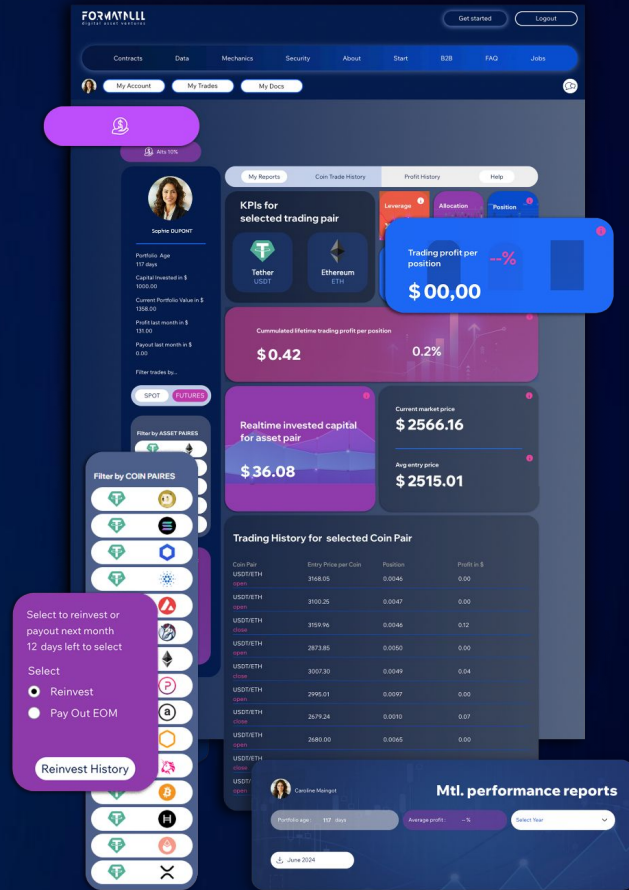 FORMATNULL
digital asset ventures
Get started
Logout
Contracts
Data
Mechanics
Security
About
Start
B2B
FAQ
Jobs
My Account
My Trades
My Docs
Alts 10%
Sophie DUPONT
Portfolio Age
117 days
Capital Invested in $
1000.00
Current Portfolio Value in $
1358.00
Profit last month in $
131.00
Payout last month in $
0.00
Filter trades by...
SPOT
FUTURES
Filter by ASSET PAIRES
Filter by COIN PAIRES
Select to reinvest or
payout next month
12 days left to select
Select
Reinvest
Pay Out EOM
Reinvest History
My Reports
Coin Trade History
Profit History
Help
KPIs for
selected trading pair
Tether
USDT
Ethereum
ETH
Leverage
Allocation
Position
Trading profit per
position
--%
$ 00,00
Cummulated lifetime trading profit per position
$ 0.42
0.2%
Realtime invested capital
for asset pair
$ 36.08
Current market price
$ 2566.16
Avg entry price
$ 2515.01
Trading History for selected Coin Pair
Coin Pair Entry Price per Coin Position Profit in $
USDT/ETH
open 3168.05 0.0046 0.00
USDT/ETH
open 3100.25 0.0047 0.00
USDT/ETH
close 3159.96 0.0046 0.12
USDT/ETH
open 2873.85 0.0050 0.00
USDT/ETH
close 3007.30 0.0049 0.04
USDT/ETH
open 2995.01 0.0097 0.00
USDT/ETH
close 2679.24 0.0010 0.07
USDT/ETH
open 2680.00 0.0065 0.00
USDT/ETH
close
USDT/
open
Caroline Maingot
Mtl. performance reports
Portfolio age: 117 days
Average profit: --%
Select Year
June 2024